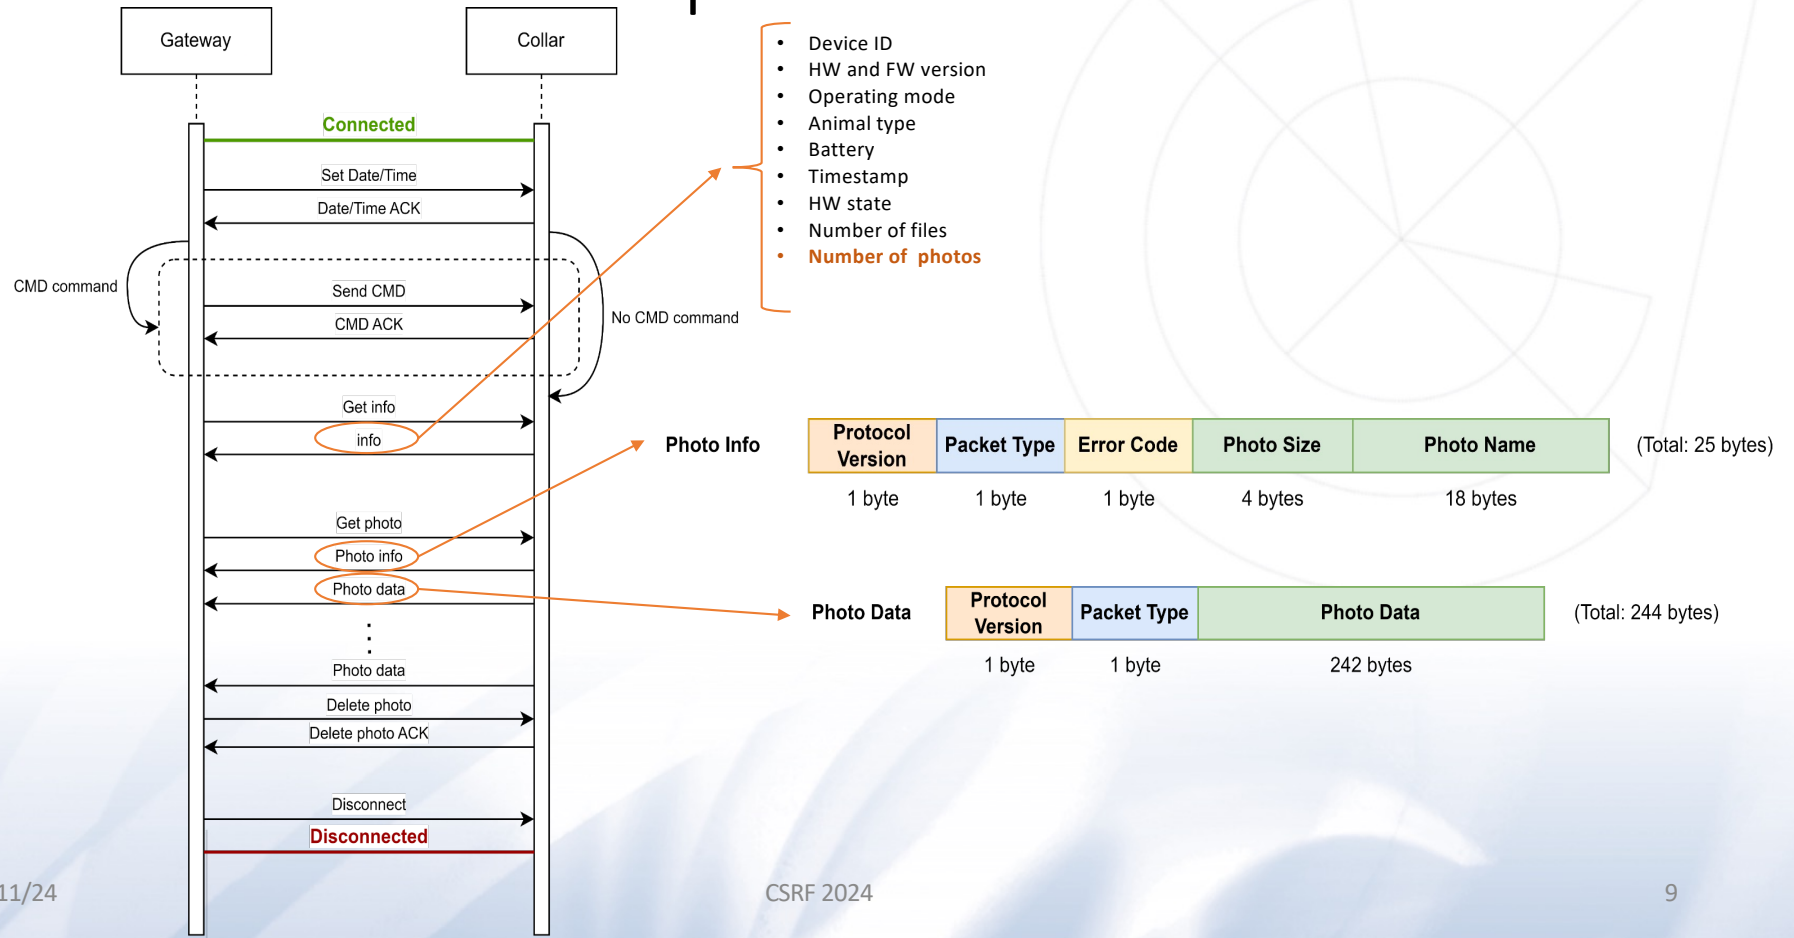 Gateway
Collar
Connected
Set Date/Time
Date/Time ACK
CMD command
Send CMD
CMD ACK
No CMD command
Get info
info
Get photo
Photo info
Photo data
Photo data
Delete photo
Delete photo ACK
Disconnect
Disconnected
• Device ID
• HW and FW version
• Operating mode
• Animal type
• Battery
• Timestamp
• HW state
• Number of files
• Number of photos
Photo Info
Protocol
Version
Packet Type
Error Code
Photo Size
Photo Name
(Total: 25 bytes)
1 byte
1 byte
1 byte
4 bytes
18 bytes
Photo Data
Protocol
Version
Packet Type
Photo Data
(Total: 244 bytes)
1 byte
1 byte
242 bytes
11/24
CSRF 2024
9